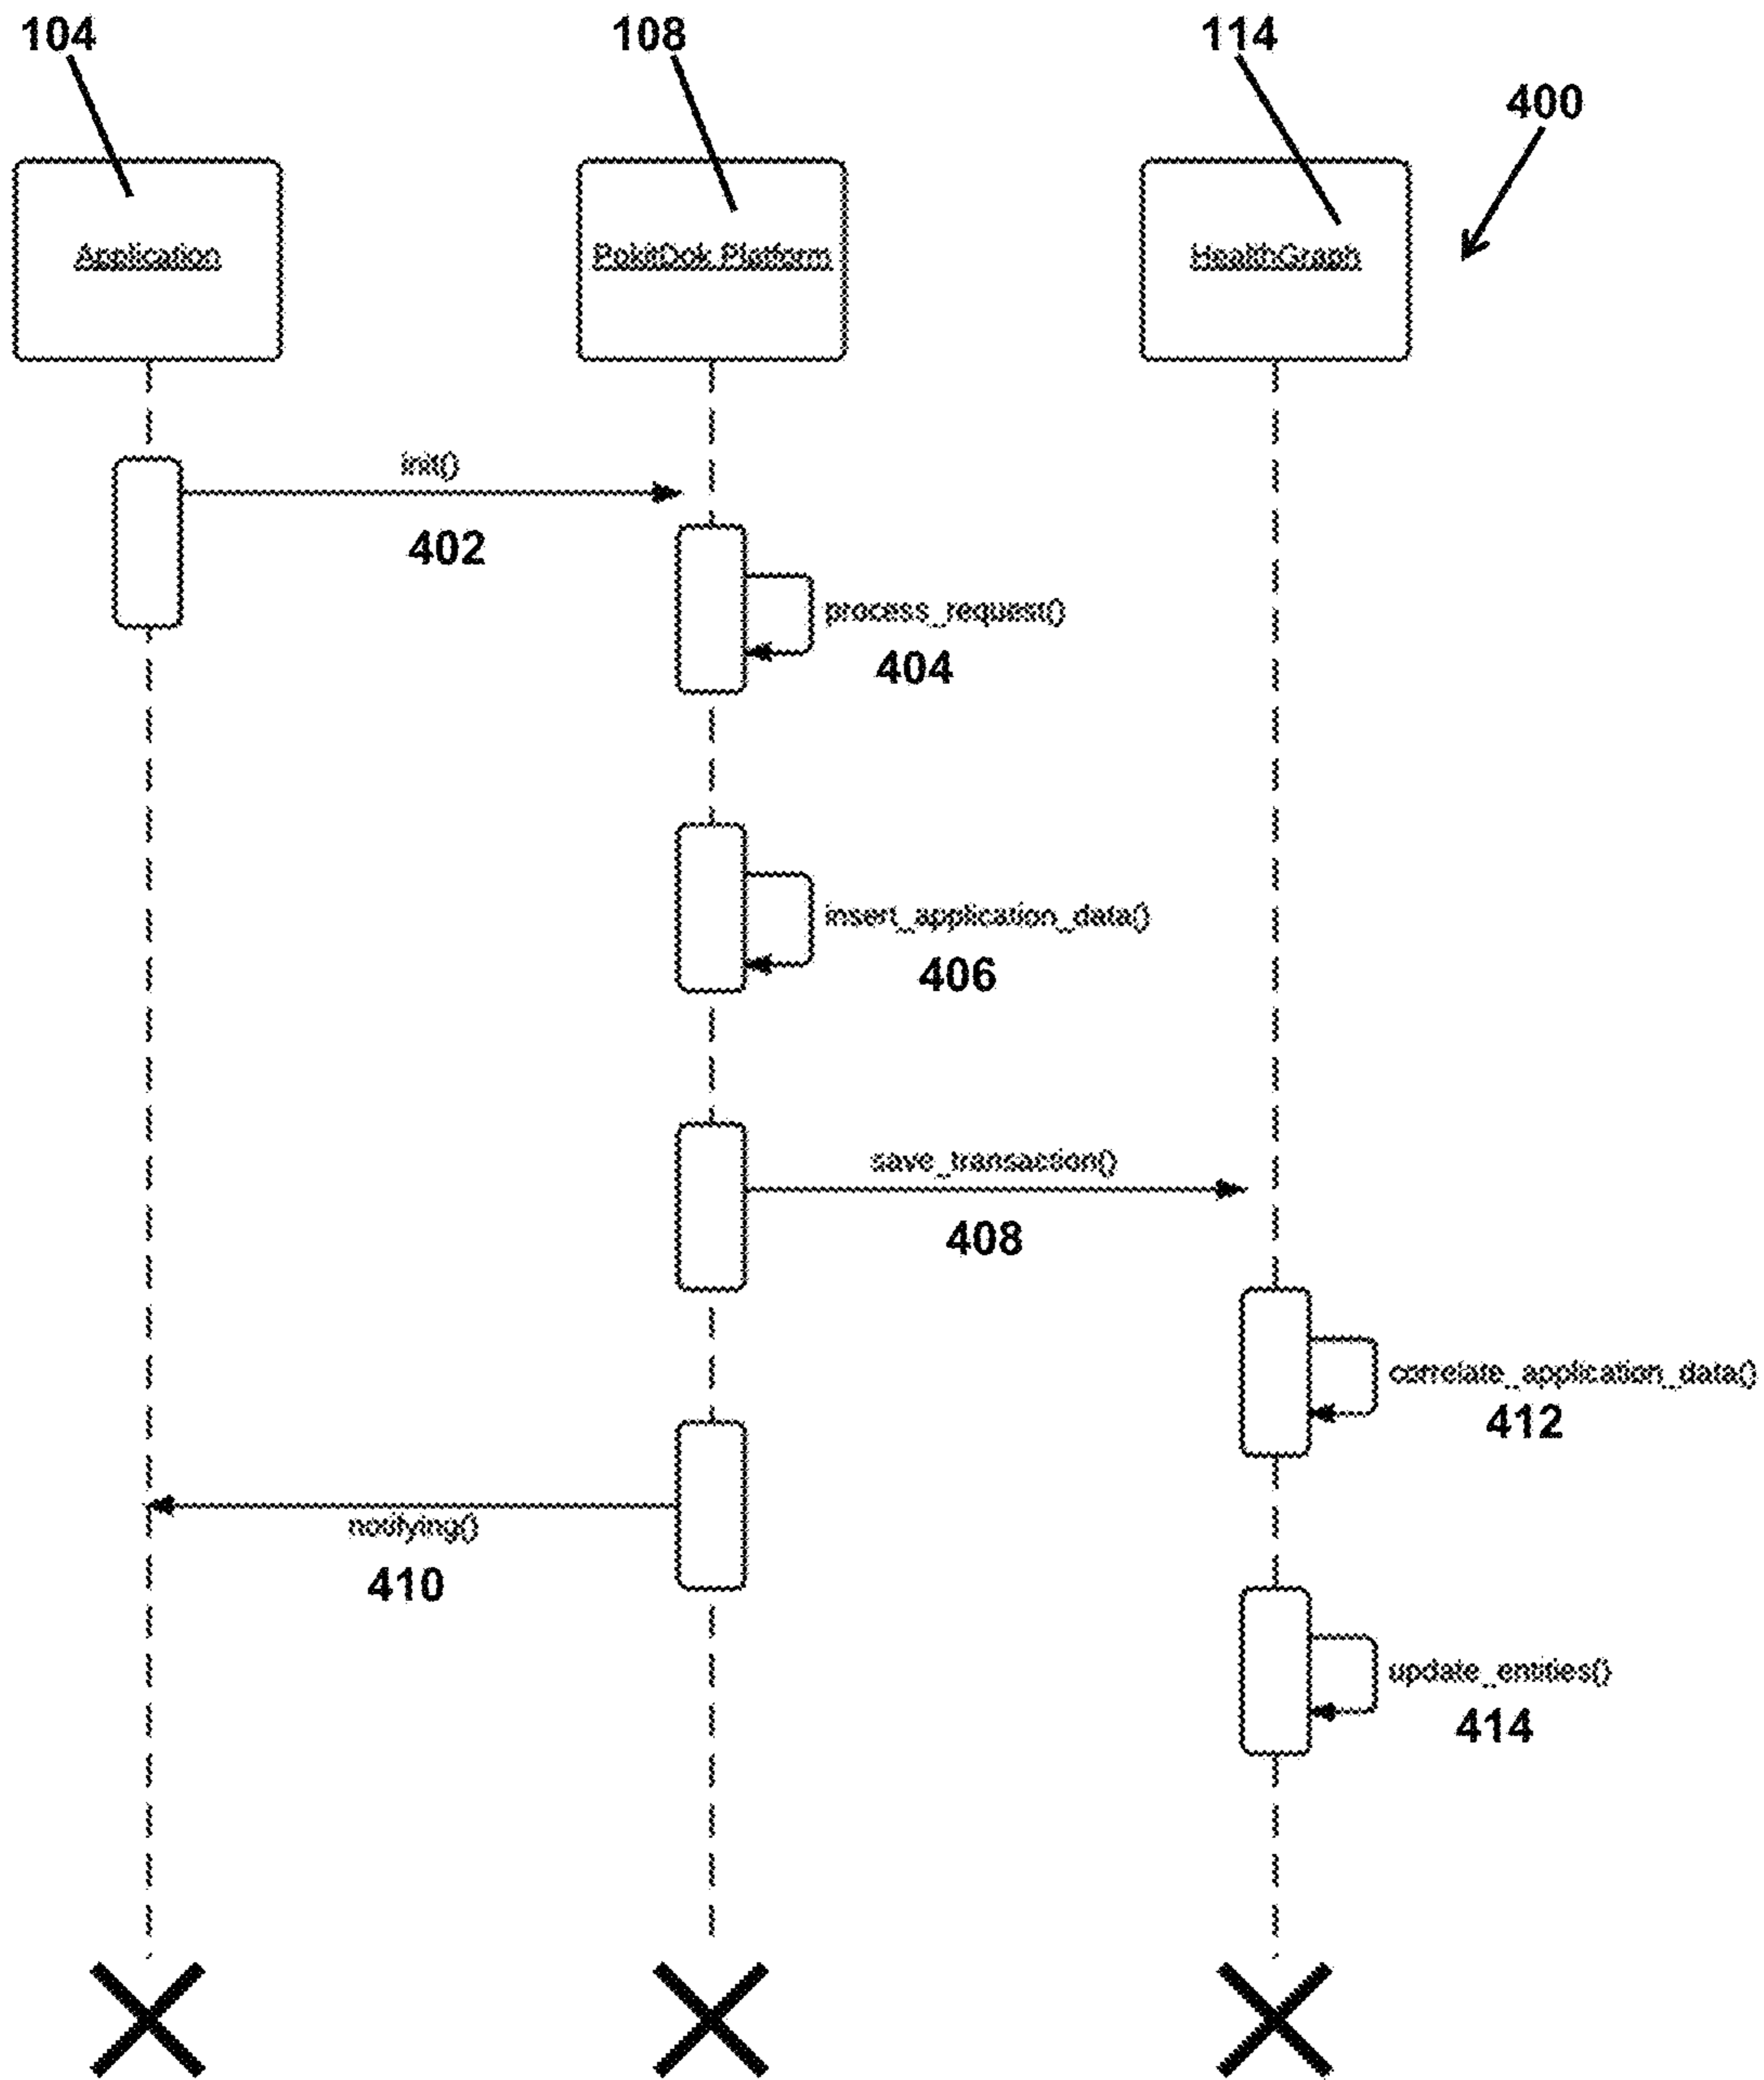 104
108
114
400
Application
PokitDok Platform
HealthGraph
init()
402
process_request()
404
insert_application_data()
406
save_transaction()
408
correlate_application_data()
412
notifying()
410
update_entities()
414